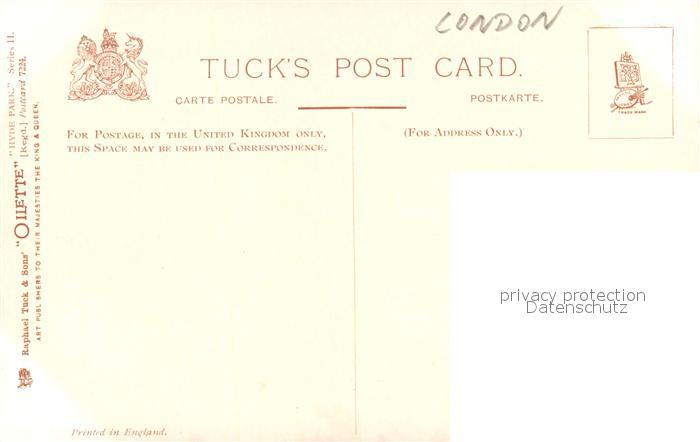 LONDON
TUCK'S POST CARD.
CARTE POSTALE.
POSTKARTE.
TRADE MARK
FOR POSTAGE, IN THE UNITED KINGDOM ONLY,
THIS SPACE MAY BE USED FOR CORRESPONDENCE.
(FOR ADDRESS ONLY.)
"HYDE PARK." Series II.
Raphael Tuck & Sons' "OILETTE" [Regd.] Postcard 7224.
ART PUBLISHERS TO THEIR MAJESTIES THE KING & QUEEN.
privacy protection
Datenschutz
Printed in England.